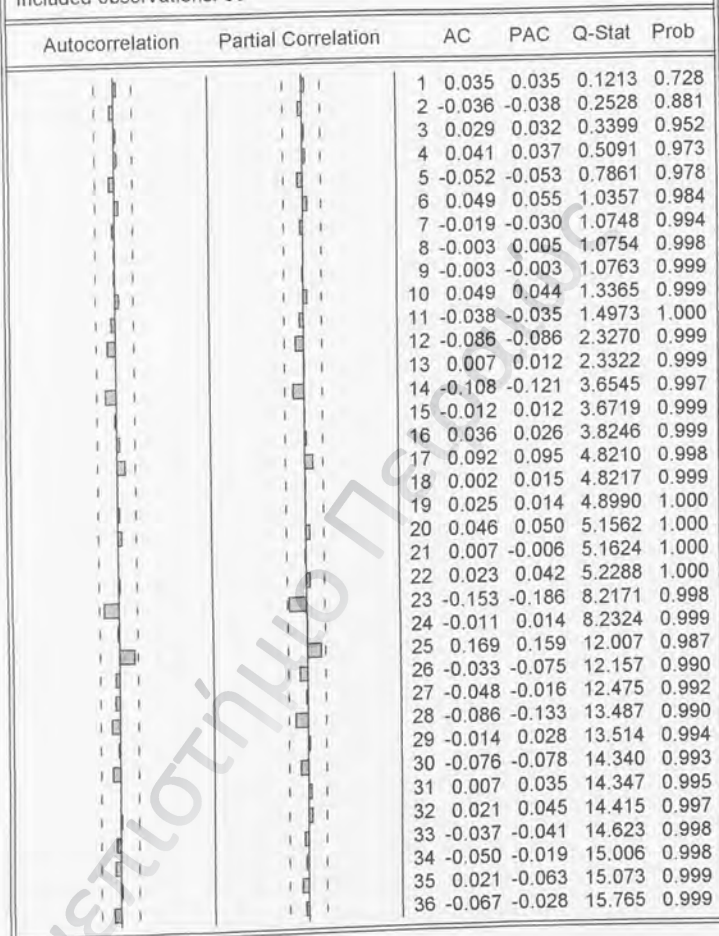 Included observations:
Autocorrelation Partial Correlation AC PAC Q-Stat Prob
1 0.035 0.035 0.1213 0.728
2 -0.036 -0.038 0.2528 0.881
3 0.029 0.032 0.3399 0.952
4 0.041 0.037 0.5091 0.973
5 -0.052 -0.053 0.7861 0.978
6 0.049 0.055 1.0357 0.984
7 -0.019 -0.030 1.0748 0.994
8 -0.003 0.005 1.0754 0.998
9 -0.003 -0.003 1.0763 0.999
10 0.049 0.044 1.3365 0.999
11 -0.038 -0.035 1.4973 1.000
12 -0.086 -0.086 2.3270 0.999
13 0.007 0.012 2.3322 0.999
14 -0.108 -0.121 3.6545 0.997
15 -0.012 0.012 3.6719 0.999
16 0.036 0.026 3.8246 0.999
17 0.092 0.095 4.8210 0.998
18 0.002 0.015 4.8217 0.999
19 0.025 0.014 4.8990 1.000
20 0.046 0.050 5.1562 1.000
21 0.007 -0.006 5.1624 1.000
22 0.023 0.042 5.2288 1.000
23 -0.153 -0.186 8.2171 0.998
24 -0.011 0.014 8.2324 0.999
25 0.169 0.159 12.007 0.987
26 -0.033 -0.075 12.157 0.990
27 -0.048 -0.016 12.475 0.992
28 -0.086 -0.133 13.487 0.990
29 -0.014 0.028 13.514 0.994
30 -0.076 -0.078 14.340 0.993
31 0.007 0.035 14.347 0.995
32 0.021 0.045 14.415 0.997
33 -0.037 -0.041 14.623 0.998
34 -0.050 -0.019 15.006 0.998
35 0.021 -0.063 15.073 0.999
36 -0.067 -0.028 15.765 0.999
Πειραιώς